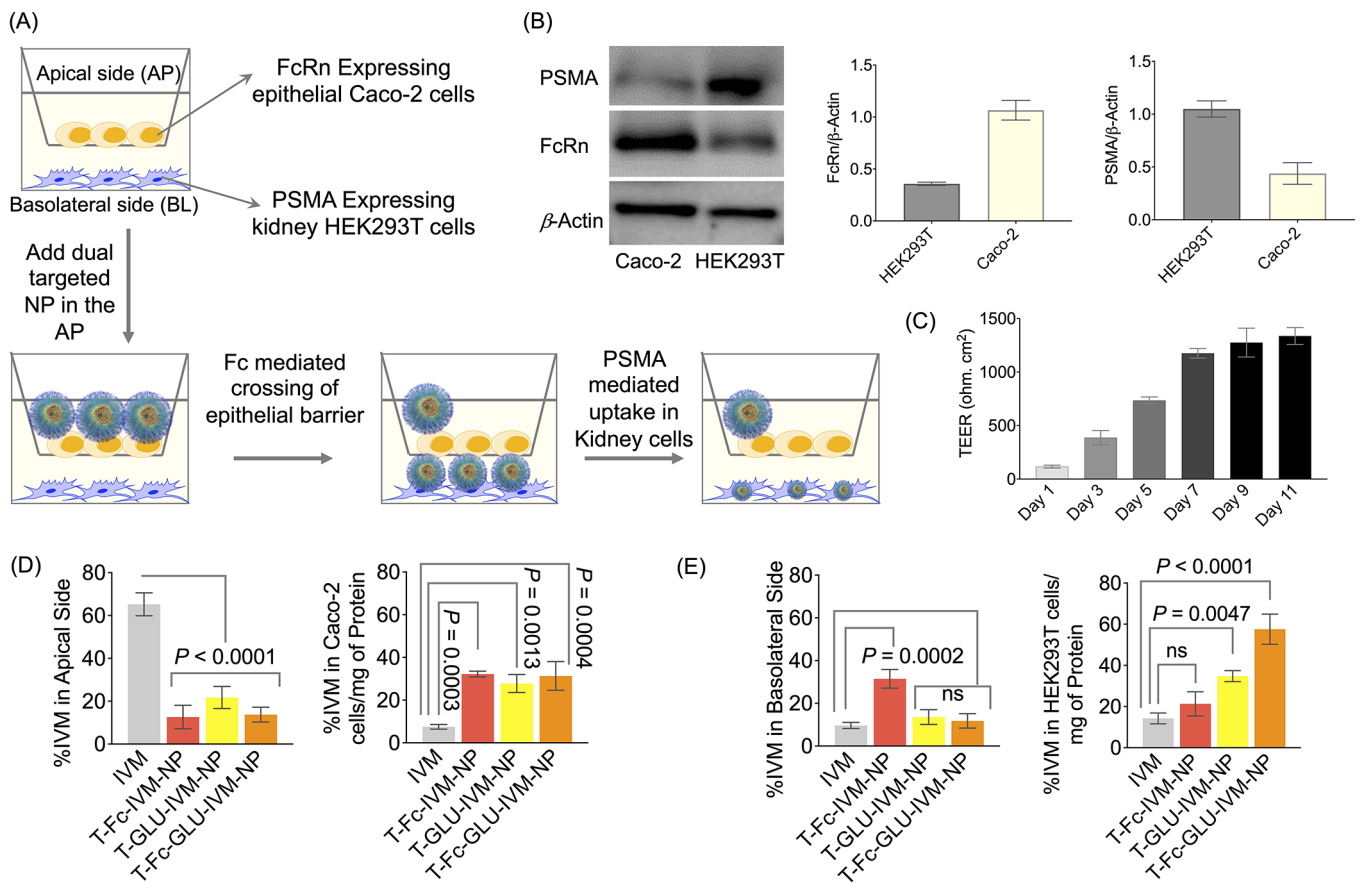 (A)
Apical side (AP)
FcRn Expressing
epithelial Caco-2 cells
PSMA Expressing
kidney HEK293T cells
Basolateral side (BL)
Add dual
targeted
NP in the
AP
Fc mediated
crossing of
epithelial barrier
PSMA
mediated
uptake in
Kidney cells
(B)
PSMA
FcRn
β-Actin
Caco-2 HEK293T
FcRn/β-Actin
1.5
1.0
0.5
0.0
HEK293T
Caco-2
PSMA/β-Actin
1.5
1.0
0.5
0.0
HEK293T
Caco-2
(C)
TEER (ohm. cm2)
1500
1000
500
0
Day 1
Day 3
Day 5
Day 7
Day 9
Day 11
(D)
%IVM in Apical Side
80
60
40
20
0
P < 0.0001
IVM
T-Fc-IVM-NP
T-GLU-IVM-NP
T-Fc-GLU-IVM-NP
%IVM in Caco-2
cells/mg of Protein
80
60
40
20
0
P = 0.00003
P = 0.0013
P = 0.0004
IVM
T-Fc-IVM-NP
T-GLU-IVM-NP
T-Fc-GLU-IVM-NP
(E)
%IVM in Basolateral Side
80
60
40
20
0
P = 0.0002
ns
IVM
T-Fc-IVM-NP
T-GLU-IVM-NP
T-Fc-GLU-IVM-NP
%IVM in HEK293T cells/
mg of Protein
80
60
40
20
0
P < 0.0001
P = 0.0047
ns
IVM
T-Fc-IVM-NP
T-GLU-IVM-NP
T-Fc-GLU-IVM-NP